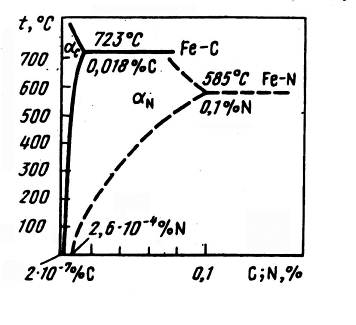 t,°C
723°C Fe-C
α_c
700
0,018%C
585°C Fe-N
600
α_N
0,1%N
500
400
300
200
100
2,6·10⁻⁴%N
2·10⁻⁷%C 0,1 C;N,%